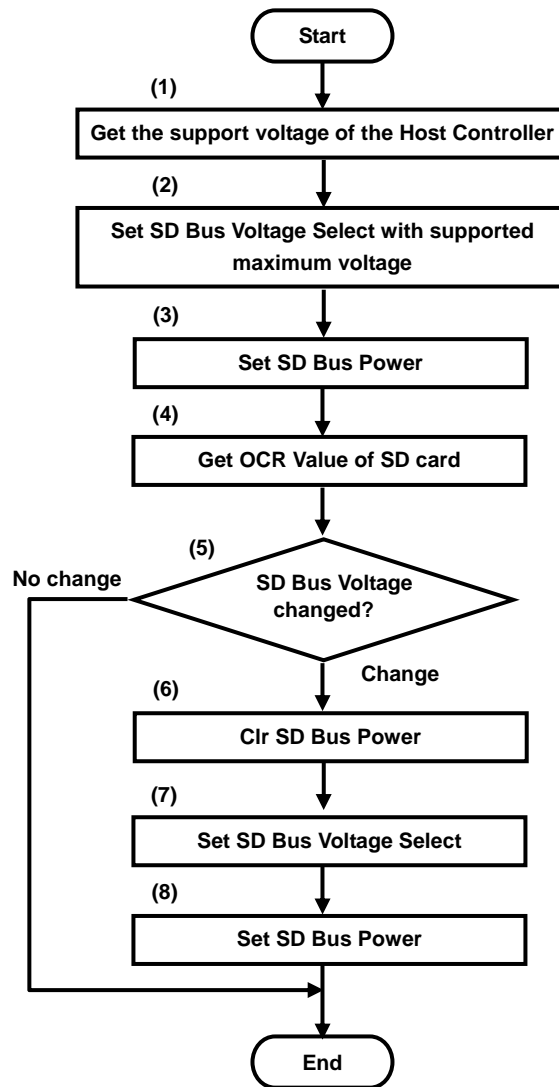 Start
(1)
Get the support voltage of the Host Controller
(2)
Set SD Bus Voltage Select with supported
maximum voltage
(3)
Set SD Bus Power
(4)
Get OCR Value of SD card
(5)
No change
SD Bus Voltage
changed?
Change
(6)
Clr SD Bus Power
(7)
Set SD Bus Voltage Select
(8)
Set SD Bus Power
End